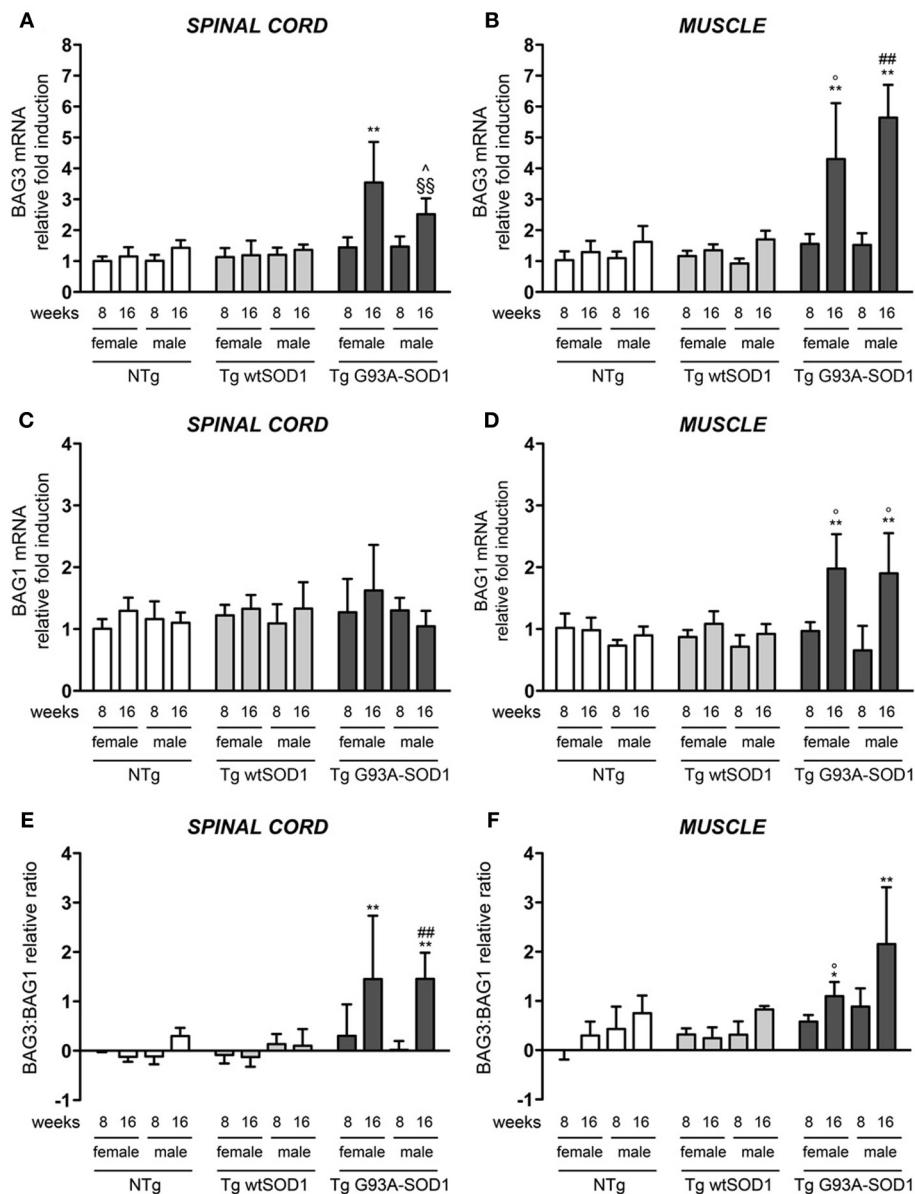 A
SPINAL CORD
BAG3 mRNA
relative fold induction
8
7
6
5
4
3
2
1
0
**
^
§§
weeks 8 16 8 16 8 16 8 16 8 16 8 16
female male female male female male
NTg Tg wtSOD1 Tg G93A-SOD1
B
MUSCLE
BAG3 mRNA
relative fold induction
8
7
6
5
4
3
2
1
0
°
**
##
**
8 16 8 16 8 16 8 16 8 16 8 16
female male female male female male
NTg Tg wtSOD1 Tg G93A-SOD1
C
SPINAL CORD
BAG1 mRNA
relative fold induction
4
3
2
1
0
weeks 8 16 8 16 8 16 8 16 8 16 8 16
female male female male female male
NTg Tg wtSOD1 Tg G93A-SOD1
D
MUSCLE
BAG1 mRNA
relative fold induction
4
3
2
1
0
°
**
°
**
8 16 8 16 8 16 8 16 8 16 8 16
female male female male female male
NTg Tg wtSOD1 Tg G93A-SOD1
E
SPINAL CORD
BAG3:BAG1 relative ratio
4
3
2
1
0
-1
**
##
**
weeks 8 16 8 16 8 16 8 16 8 16 8 16
female male female male female male
NTg Tg wtSOD1 Tg G93A-SOD1
F
MUSCLE
BAG3:BAG1 relative ratio
4
3
2
1
0
-1
°
*
**
8 16 8 16 8 16 8 16 8 16 8 16
female male female male female male
NTg Tg wtSOD1 Tg G93A-SOD1